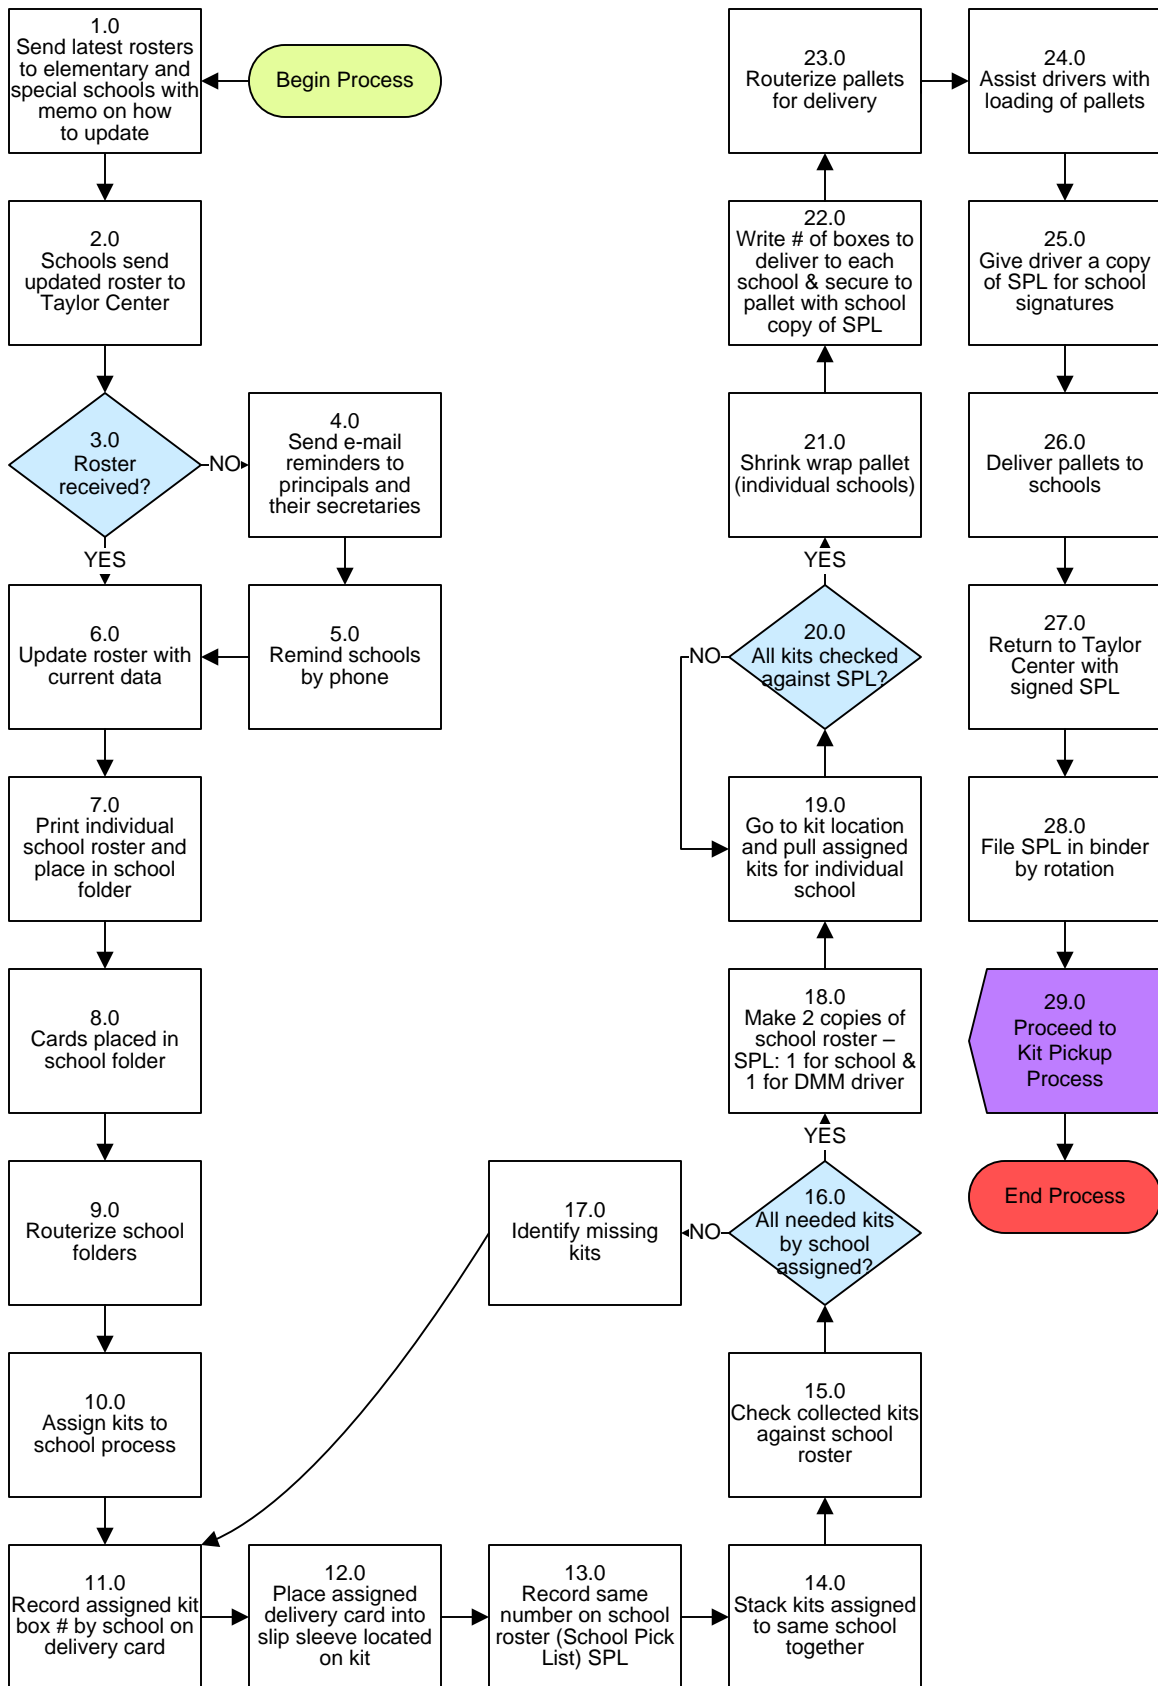 Begin Process
1.0
Send latest rosters
to elementary and
special schools with
memo on how
to update
2.0
Schools send
updated roster to
Taylor Center
3.0
Roster
received?
NO
YES
4.0
Send e-mail
reminders to
principals and
their secretaries
5.0
Remind schools
by phone
6.0
Update roster with
current data
7.0
Print individual
school roster and
place in school
folder
8.0
Cards placed in
school folder
9.0
Routerize school
folders
10.0
Assign kits to
school process
11.0
Record assigned kit
box # by school on
delivery card
12.0
Place assigned
delivery card into
slip sleeve located
on kit
13.0
Record same
number on school
roster (School Pick
List) SPL
14.0
Stack kits assigned
to same school
together
15.0
Check collected kits
against school
roster
16.0
All needed kits
by school
assigned?
NO
YES
17.0
Identify missing
kits
18.0
Make 2 copies of
school roster –
SPL: 1 for school &
1 for DMM driver
19.0
Go to kit location
and pull assigned
kits for individual
school
20.0
All kits checked
against SPL?
NO
YES
21.0
Shrink wrap pallet
(individual schools)
22.0
Write # of boxes to
deliver to each
school & secure to
pallet with school
copy of SPL
23.0
Routerize pallets
for delivery
24.0
Assist drivers with
loading of pallets
25.0
Give driver a copy
of SPL for school
signatures
26.0
Deliver pallets to
schools
27.0
Return to Taylor
Center with
signed SPL
28.0
File SPL in binder
by rotation
29.0
Proceed to
Kit Pickup
Process
End Process